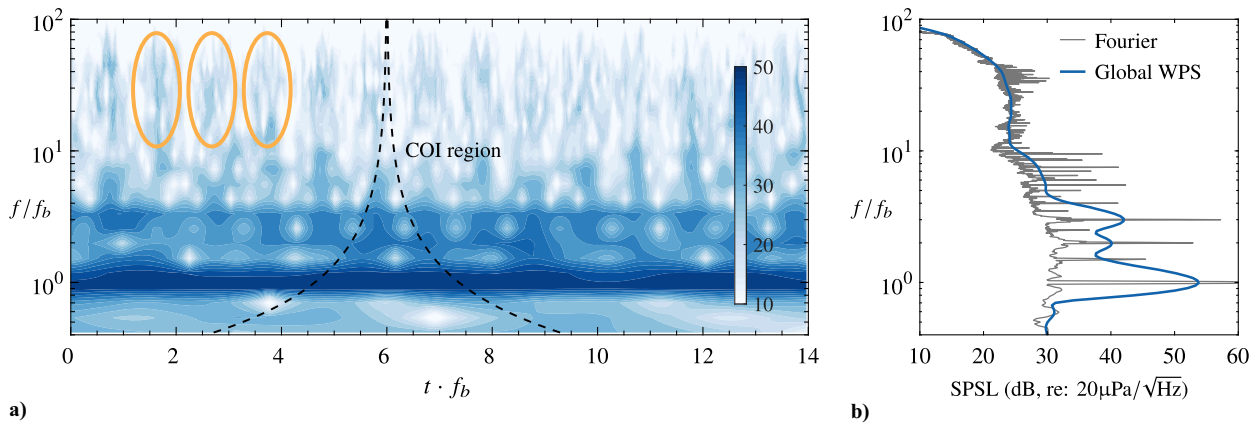 10²
10¹
10⁰
f/f_b
COI region
50
40
30
20
10
0
2
4
6
8
10
12
14
t · f_b
a)
10²
10¹
10⁰
f/f_b
Fourier
Global WPS
10
20
30
40
50
60
SPSL (dB, re: 20μPa/√Hz)
b)